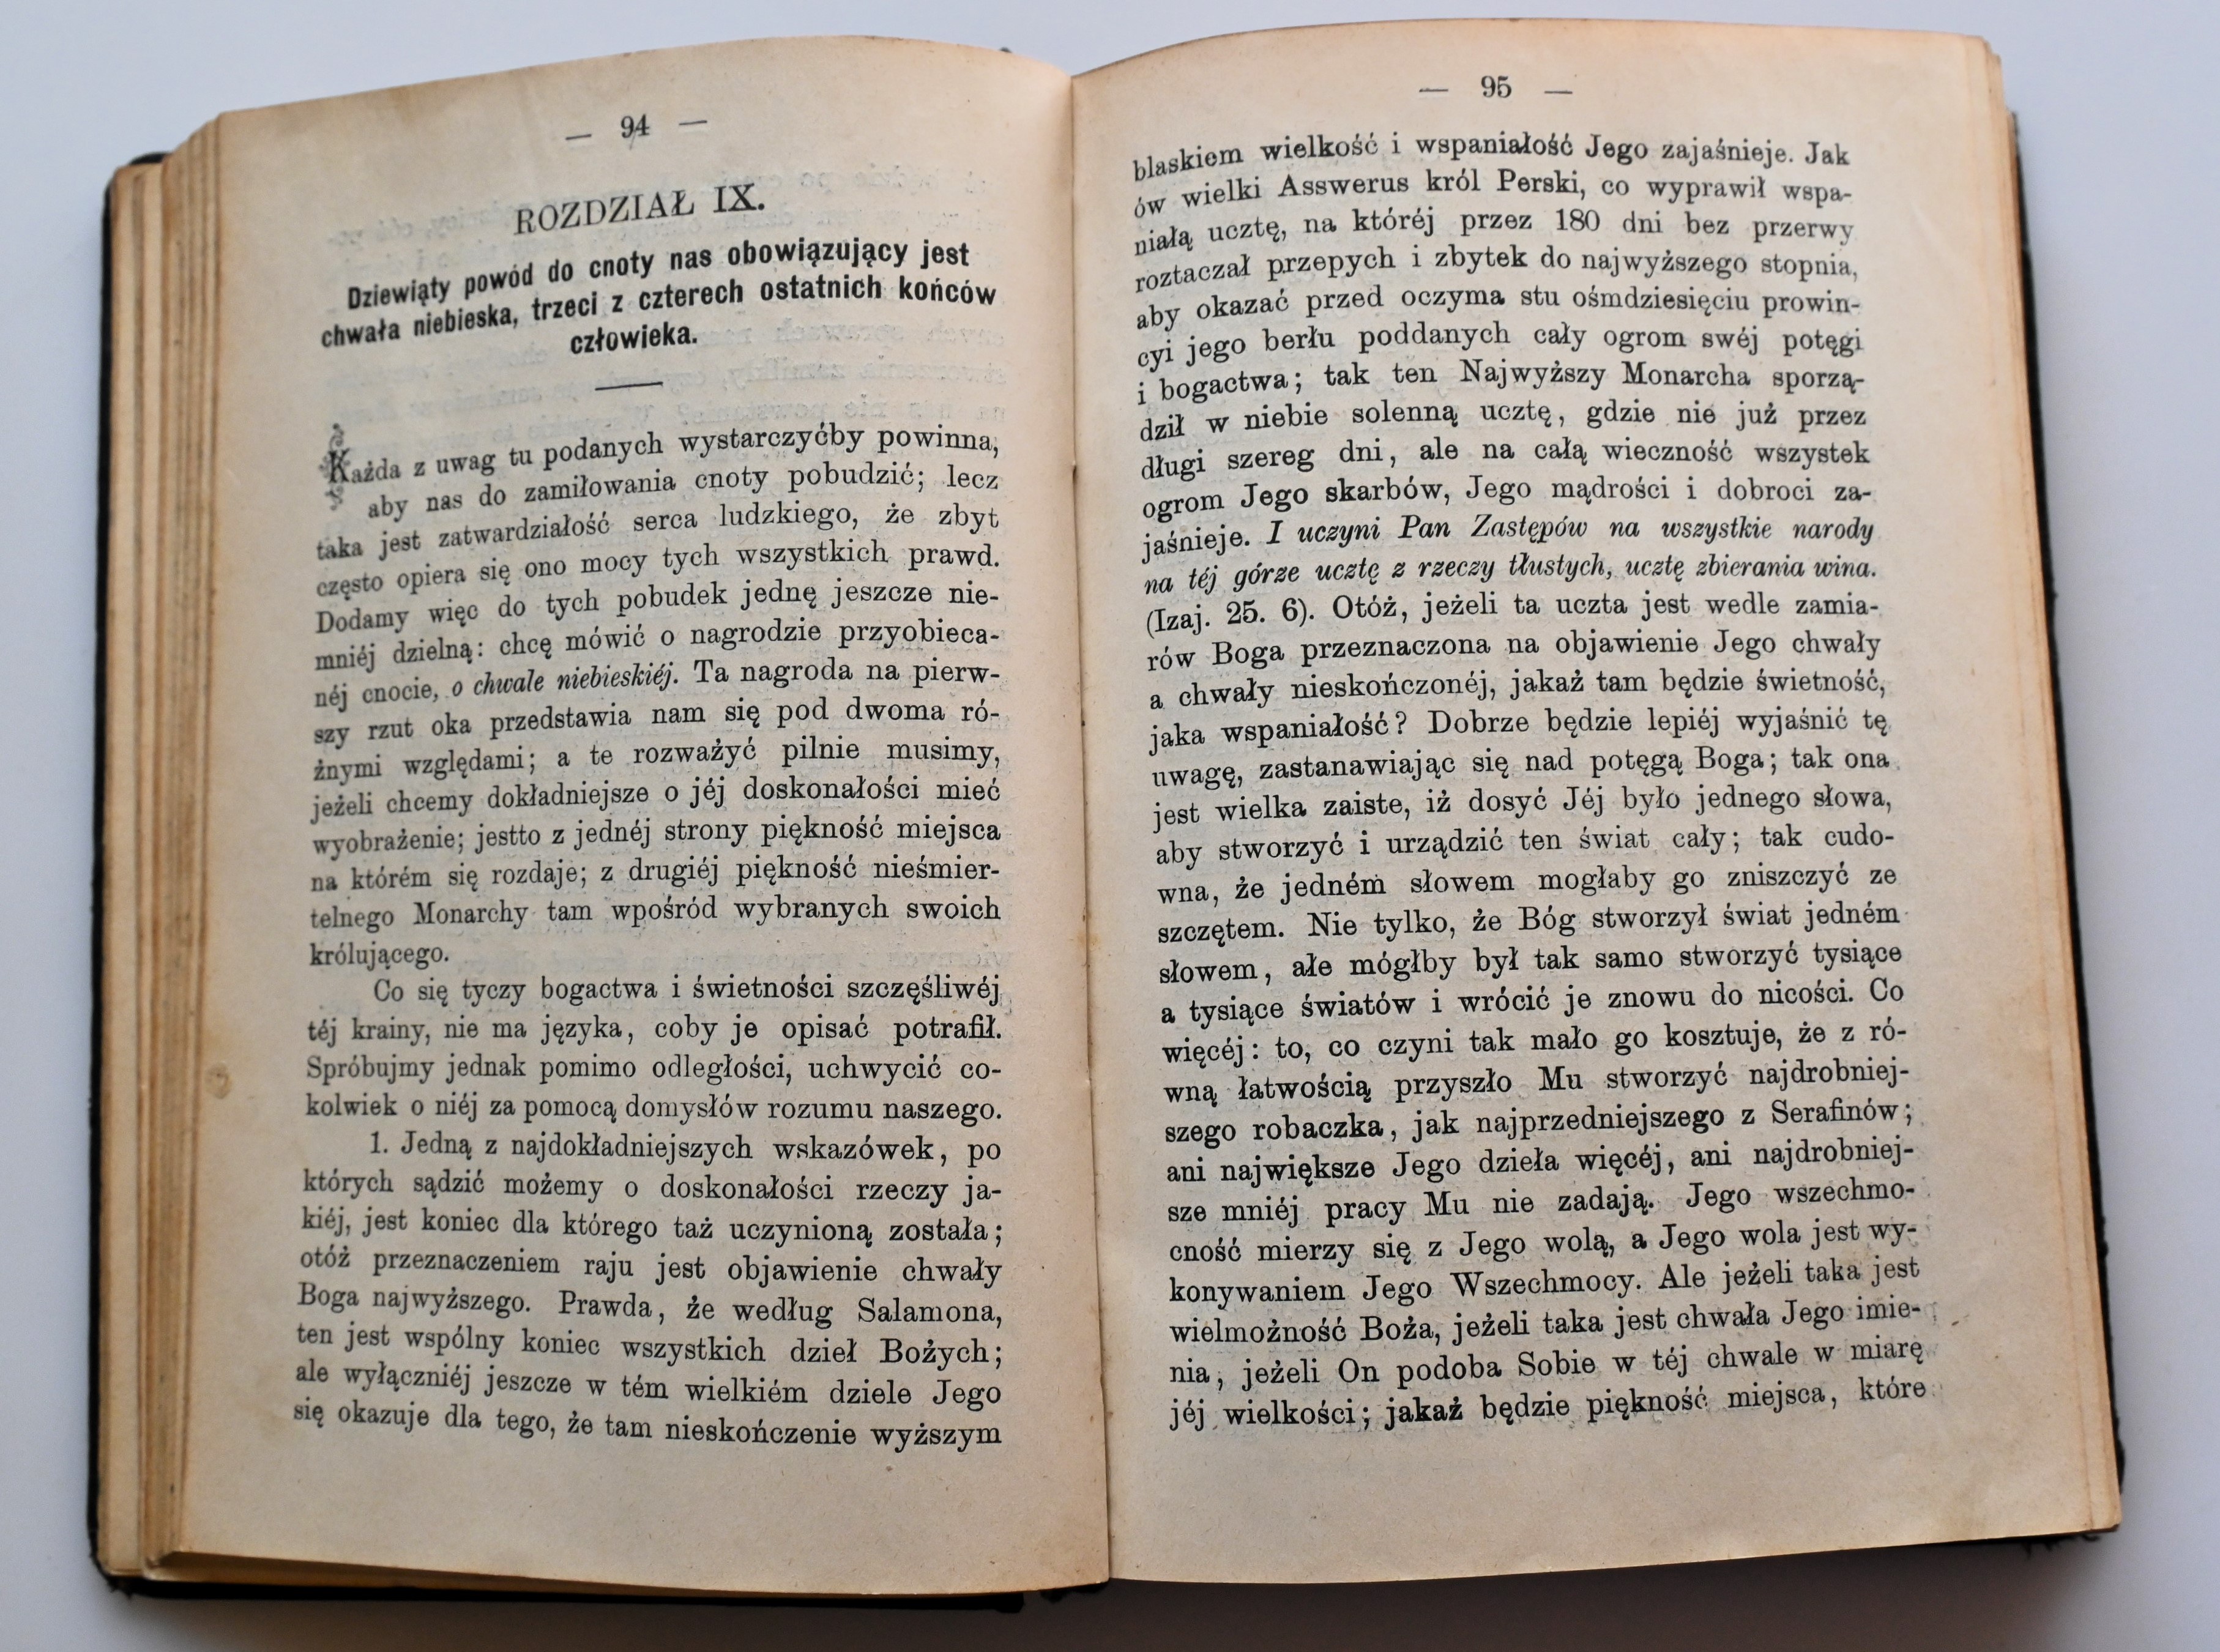 — 94 —
ROZDZIAŁ IX.
Dziewiąty powód do cnoty nas obowiązujący jest
chwała niebieska, trzeci z czterech ostatnich końców
człowieka.
Każda z uwag tu podanych wystarczyćby powinna,
aby nas do zamiłowania cnoty pobudzić; lecz
taka jest zatwardziałość serca ludzkiego, że zbyt
często opiera się ono mocy tych wszystkich prawd.
Dodamy więc do tych pobudek jednę jeszcze nie-
mniéj dzielną: chcę mówić o nagrodzie przyobieca-
néj cnocie, o chwale niebieskiéj. Ta nagroda na pierw-
szy rzut oka przedstawia nam się pod dwoma ró-
żnymi względami; a te rozważyć pilnie musimy,
jeżeli chcemy dokładniejsze o jéj doskonałości mieć
wyobrażenie; jestto z jednéj strony piękność miejsca
na którém się rozdaje; z drugiéj piękność nieśmier-
telnego Monarchy tam wpośród wybranych swoich
królującego.
Co się tyczy bogactwa i świetności szczęśliwéj
téj krainy, nie ma języka, coby je opisać potrafił.
Spróbujmy jednak pomimo odległości, uchwycić co-
kolwiek o niéj za pomocą domysłów rozumu naszego.
1. Jedną z najdokładniejszych wskazówek, po
których sądzić możemy o doskonałości rzeczy ja-
kiéj, jest koniec dla którego taż uczynioną została;
otóż przeznaczeniem raju jest objawienie chwały
Boga najwyższego. Prawda, że według Salamona,
ten jest wspólny koniec wszystkich dzieł Bożych;
ale wyłączniéj jeszcze w tém wielkiém dziele Jego
się okazuje dla tego, że tam nieskończenie wyższym
— 95 —
blaskiem wielkość i wspaniałość Jego zajaśnieje. Jak
ów wielki Asswerus król Perski, co wyprawił wspa-
niałą ucztę, na któréj przez 180 dni bez przerwy
roztaczał przepych i zbytek do najwyższego stopnia,
aby okazać przed oczyma stu ośmdziesięciu prowin-
cyi jego berłu poddanych cały ogrom swéj potęgi
i bogactwa; tak ten Najwyższy Monarcha sporzą-
dził w niebie solenną ucztę, gdzie nie już przez
długi szereg dni, ale na całą wieczność wszystek
ogrom Jego skarbów, Jego mądrości i dobroci za-
jaśnieje. I uczyni Pan Zastępów na wszystkie narody
na téj górze ucztę z rzeczy tłustych, ucztę zbierania wina.
(Izaj. 25. 6). Otóż, jeżeli ta uczta jest wedle zamia-
rów Boga przeznaczona na objawienie Jego chwały
a chwały nieskończonéj, jakaż tam będzie świetność,
jaka wspaniałość? Dobrze będzie lepiéj wyjaśnić tę
uwagę, zastanawiając się nad potęgą Boga; tak ona
jest wielka zaiste, iż dosyć Jéj było jednego słowa,
aby stworzyć i urządzić ten świat cały; tak cudo-
wna, że jedném słowem mogłaby go zniszczyć ze
szczętem. Nie tylko, że Bóg stworzył świat jedném
słowem, ałe mógłby był tak samo stworzyć tysiące
a tysiące światów i wrócić je znowu do nicości. Co
więcéj: to, co czyni tak mało go kosztuje, że z ró-
wną łatwością przyszło Mu stworzyć najdrobniej-
szego robaczka, jak najprzedniejszego z Serafinów;
ani największe Jego dzieła więcéj, ani najdrobniej-
sze mniéj pracy Mu nie zadają. Jego wszechmo-
cność mierzy się z Jego wolą, a Jego wola jest wy-
konywaniem Jego Wszechmocy. Ale jeżeli taka jest
wielmożność Boża, jeżeli taka jest chwała Jego imie-
nia, jeżeli On podoba Sobie w téj chwale w miarę
jéj wielkości; jakaż będzie piękność miejsca, które